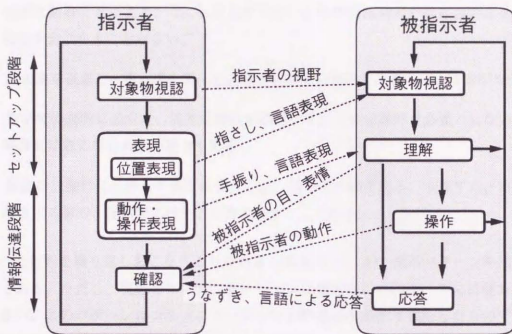 指示者
被指示者
セットアップ段階
情報伝達段階
対象物視認
表現
位置表現
動作・
操作表現
確認
指示者の視野
指さし、言語表現
手振り、言語表現
被指示者の目、表情
被指示者の動作
うなずき、言語による応答
対象物視認
理解
操作
応答